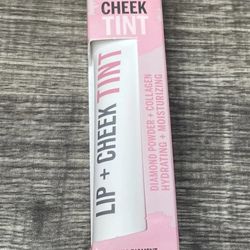 CHEEK
TINT
LIP + CHEEK TINT
DIAMOND POWDER + COLLAGEN
HYDRATING + MOISTURIZING